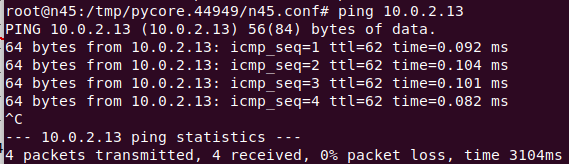 root@n45:/tmp/pycore.44949/n45.conf# ping 10.0.2.13
PING 10.0.2.13 (10.0.2.13) 56(84) bytes of data.
64 bytes from 10.0.2.13: icmp_seq=1 ttl=62 time=0.092 ms
64 bytes from 10.0.2.13: icmp_seq=2 ttl=62 time=0.104 ms
64 bytes from 10.0.2.13: icmp_seq=3 ttl=62 time=0.101 ms
64 bytes from 10.0.2.13: icmp_seq=4 ttl=62 time=0.082 ms
^C
--- 10.0.2.13 ping statistics ---
4 packets transmitted, 4 received, 0% packet loss, time 3104ms